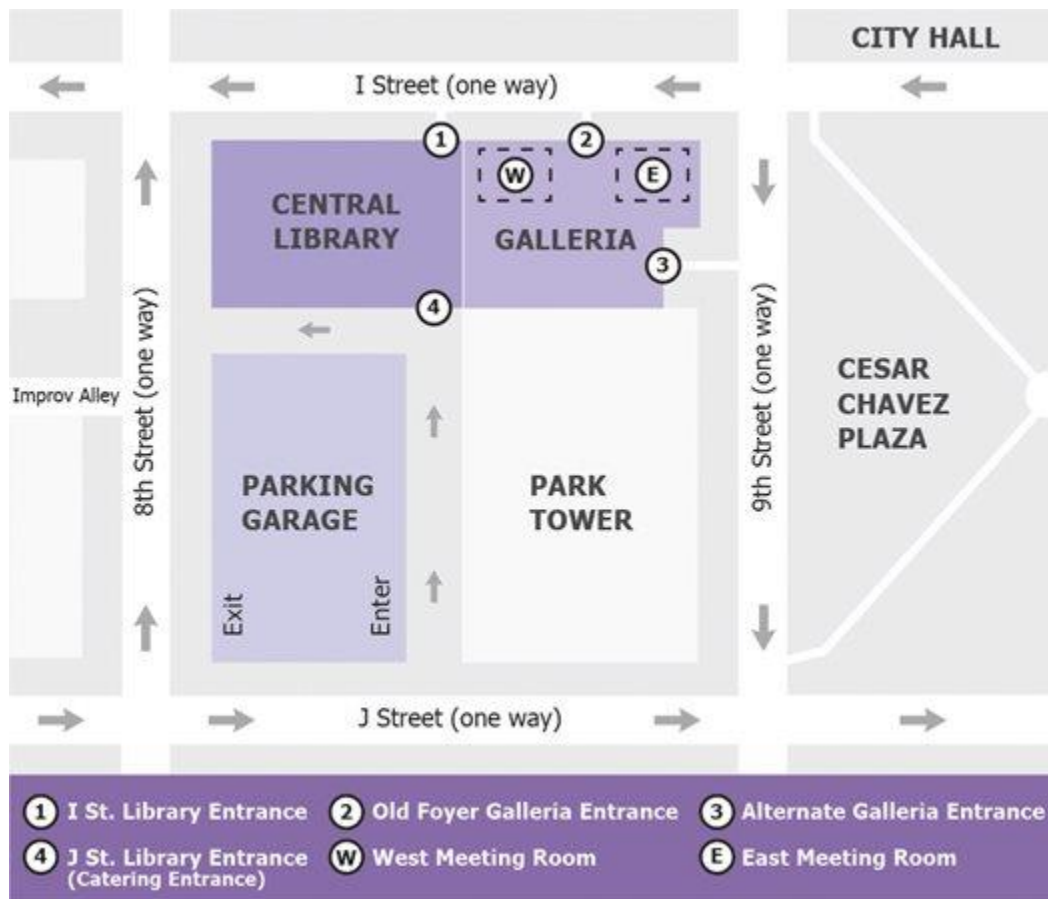 CITY HALL
I Street (one way)
1
2
W
E
CENTRAL
LIBRARY
GALLERIA
3
4
8th Street (one way)
9th Street (one way)
Improv Alley
CESAR
CHAVEZ
PLAZA
PARKING
GARAGE
PARK
TOWER
Exit
Enter
J Street (one way)
1 I St. Library Entrance
2 Old Foyer Galleria Entrance
3 Alternate Galleria Entrance
4 J St. Library Entrance
(Catering Entrance)
W West Meeting Room
E East Meeting Room